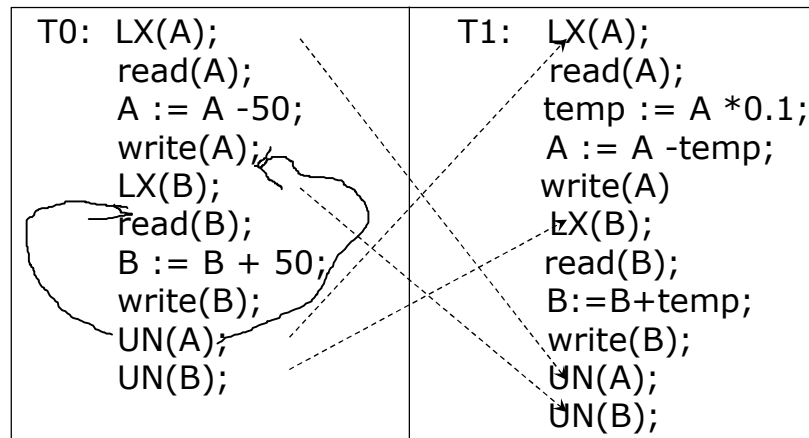 T0: LX(A);
read(A);
A := A -50;
write(A);
LX(B);
read(B);
B := B + 50;
write(B);
UN(A);
UN(B);
T1: LX(A);
read(A);
temp := A *0.1;
A := A -temp;
write(A)
LX(B);
read(B);
B:=B+temp;
write(B);
UN(A);
UN(B);